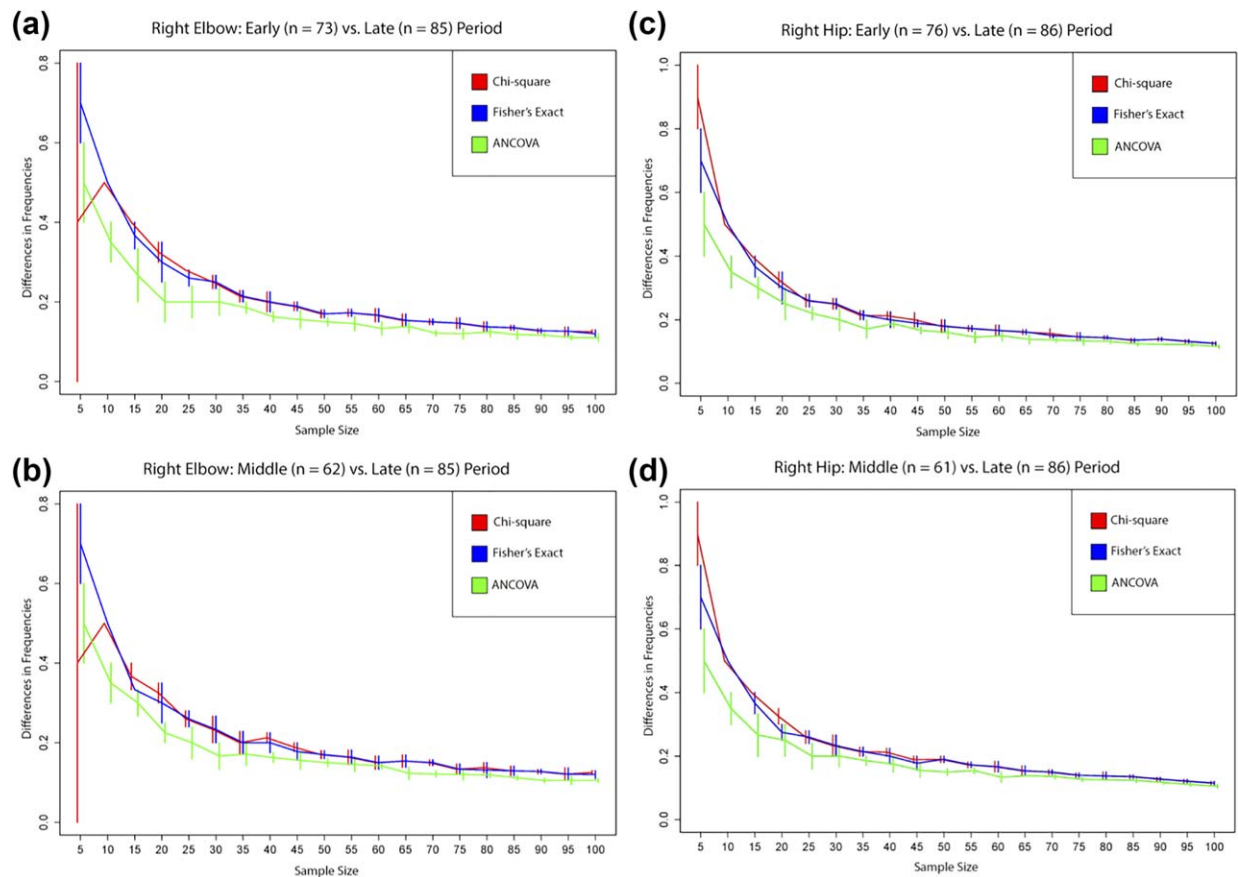 (a)
Right Elbow: Early (n = 73) vs. Late (n = 85) Period
Chi-square
Fisher's Exact
ANCOVA
Differences in Frequencies
0.8
0.6
0.4
0.2
0.0
5 10 15 20 25 30 35 40 45 50 55 60 65 70 75 80 85 90 95 100
Sample Size
(c)
Right Hip: Early (n = 76) vs. Late (n = 86) Period
Chi-square
Fisher's Exact
ANCOVA
Differences in Frequencies
1.0
0.8
0.6
0.4
0.2
0.0
5 10 15 20 25 30 35 40 45 50 55 60 65 70 75 80 85 90 95 100
Sample Size
(b)
Right Elbow: Middle (n = 62) vs. Late (n = 85) Period
Chi-square
Fisher's Exact
ANCOVA
Differences in Frequencies
0.8
0.6
0.4
0.2
0.0
5 10 15 20 25 30 35 40 45 50 55 60 65 70 75 80 85 90 95 100
Sample Size
(d)
Right Hip: Middle (n = 61) vs. Late (n = 86) Period
Chi-square
Fisher's Exact
ANCOVA
Differences in Frequencies
1.0
0.8
0.6
0.4
0.2
0.0
5 10 15 20 25 30 35 40 45 50 55 60 65 70 75 80 85 90 95 100
Sample Size